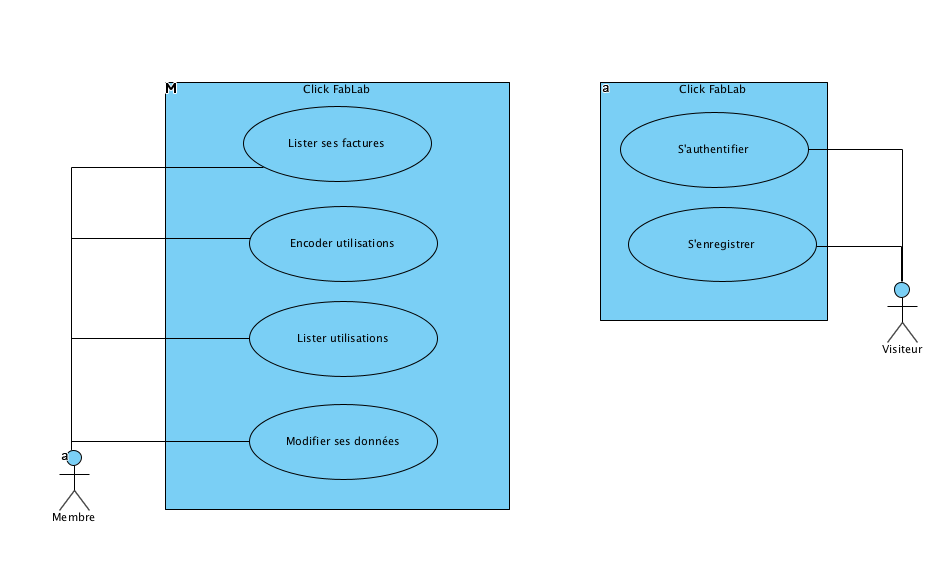 M
Click FabLab
Lister ses factures
Encoder utilisations
Lister utilisations
Modifier ses données
a
Membre
a
Click FabLab
S'authentifier
S'enregistrer
Visiteur